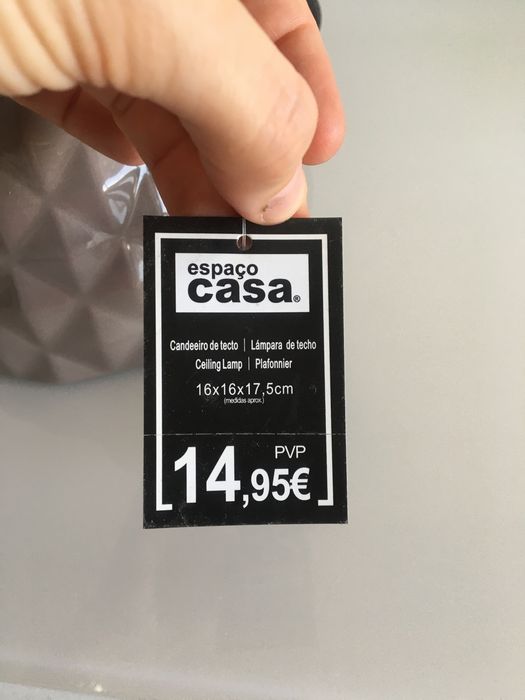 espaço
casa®
Candeeiro de tecto | Lámpara de techo
Ceiling Lamp | Plafonnier
16x16x17,5cm
(medidas aprox.)
PVP
14,95€